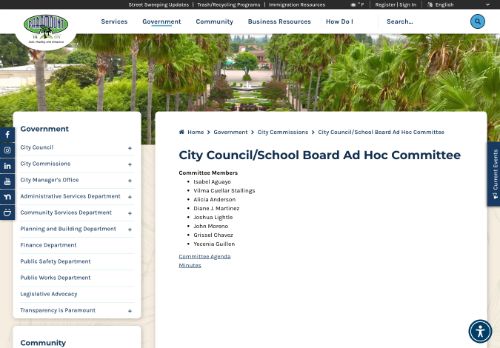 Street Sweeping Updates | Trash/Recycling Programs | Immigration Resources
° F
Register | Sign In
English
PARAMOUNT
Services Government Community Business Resources How Do I
Search...
Government
City Council +
City Commissions +
City Manager's Office +
Administrative Services Department +
Community Services Department +
Planning and Building Department +
Finance Department
Public Safety Department
Public Works Department
Legislative Advocacy
Transparency Is Paramount +
Community
Home > Government > City Commissions > City Council/School Board Ad Hoc Committee
City Council/School Board Ad Hoc Committee
Committee Members
• Isabel Aguayo
• Vilma Cuellar Stallings
• Alicia Anderson
• Diane J. Martinez
• Joshua Lightle
• John Moreno
• Grissel Chavez
• Yesenia Guillen
Committee Agenda
Minutes
Current Events